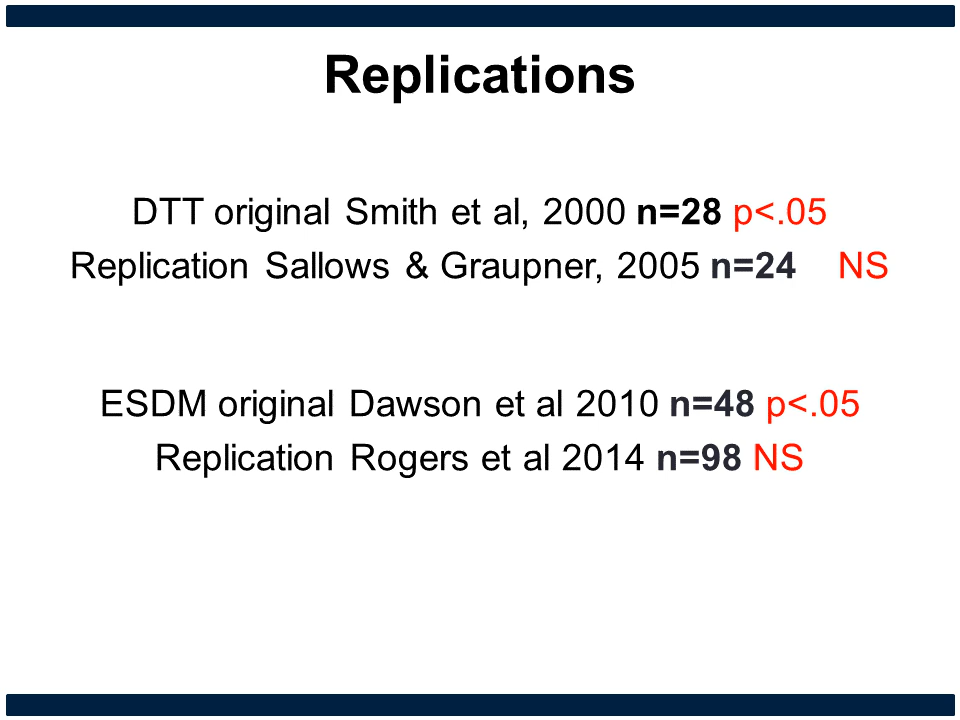 Replications
DTT original Smith et al, 2000 n=28 p<.05
Replication Sallows & Graupner, 2005 n=24 NS
ESDM original Dawson et al 2010 n=48 p<.05
Replication Rogers et al 2014 n=98 NS